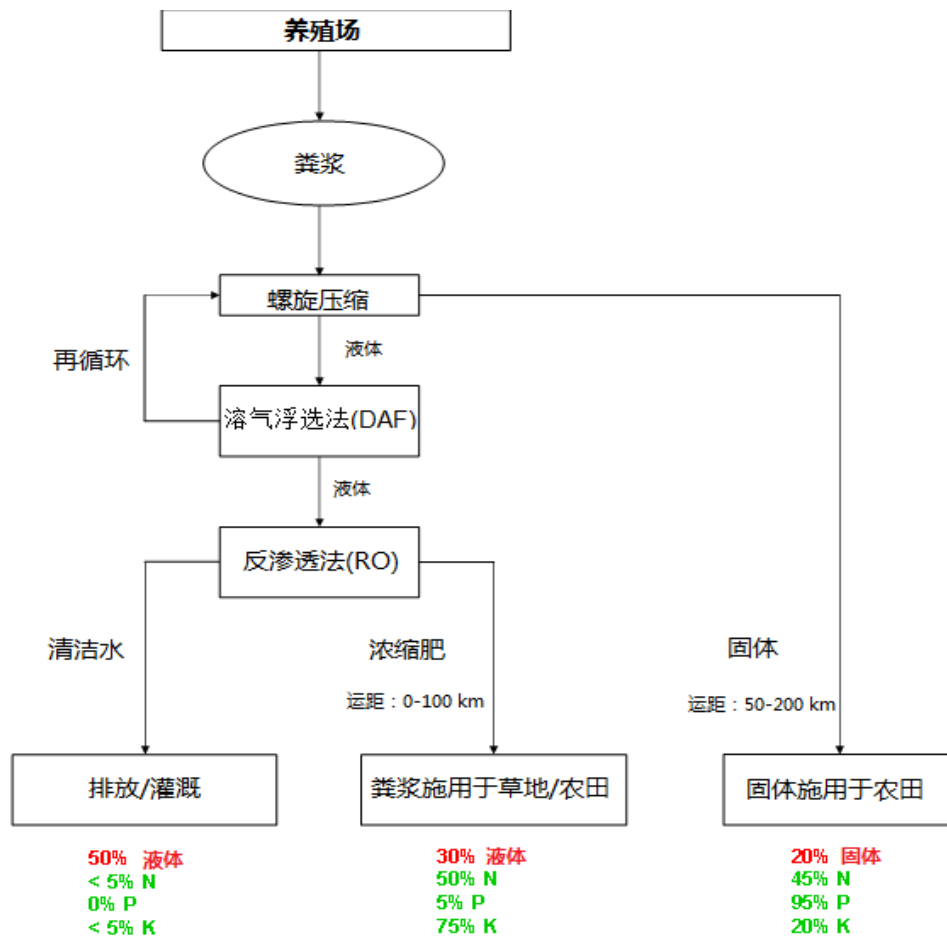 养殖场
粪浆
螺旋压缩
液体
再循环
溶气浮选法(DAF)
液体
反渗透法(RO)
清洁水
浓缩肥
固体
运距：0-100 km
运距：50-200 km
排放/灌溉
粪浆施用于草地/农田
固体施用于农田
50% 液体
< 5% N
0% P
< 5% K
30% 液体
50% N
5% P
75% K
20% 固体
45% N
95% P
20% K